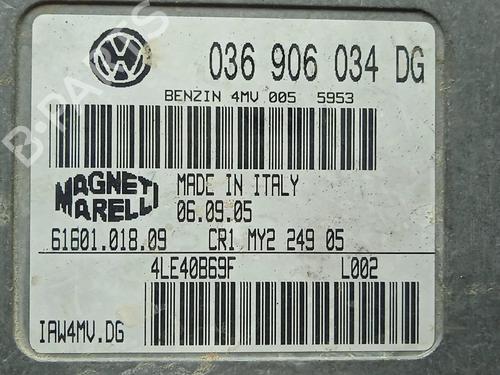 036 906 034 DG
BENZIN 4MV 005 5953
MAGNETI
MARELLI
MADE IN ITALY
06.09.05
61601.018.09 CR1 MY2 249 05
4LE40B69F L002
IAW4MV.DG
B-PARTS